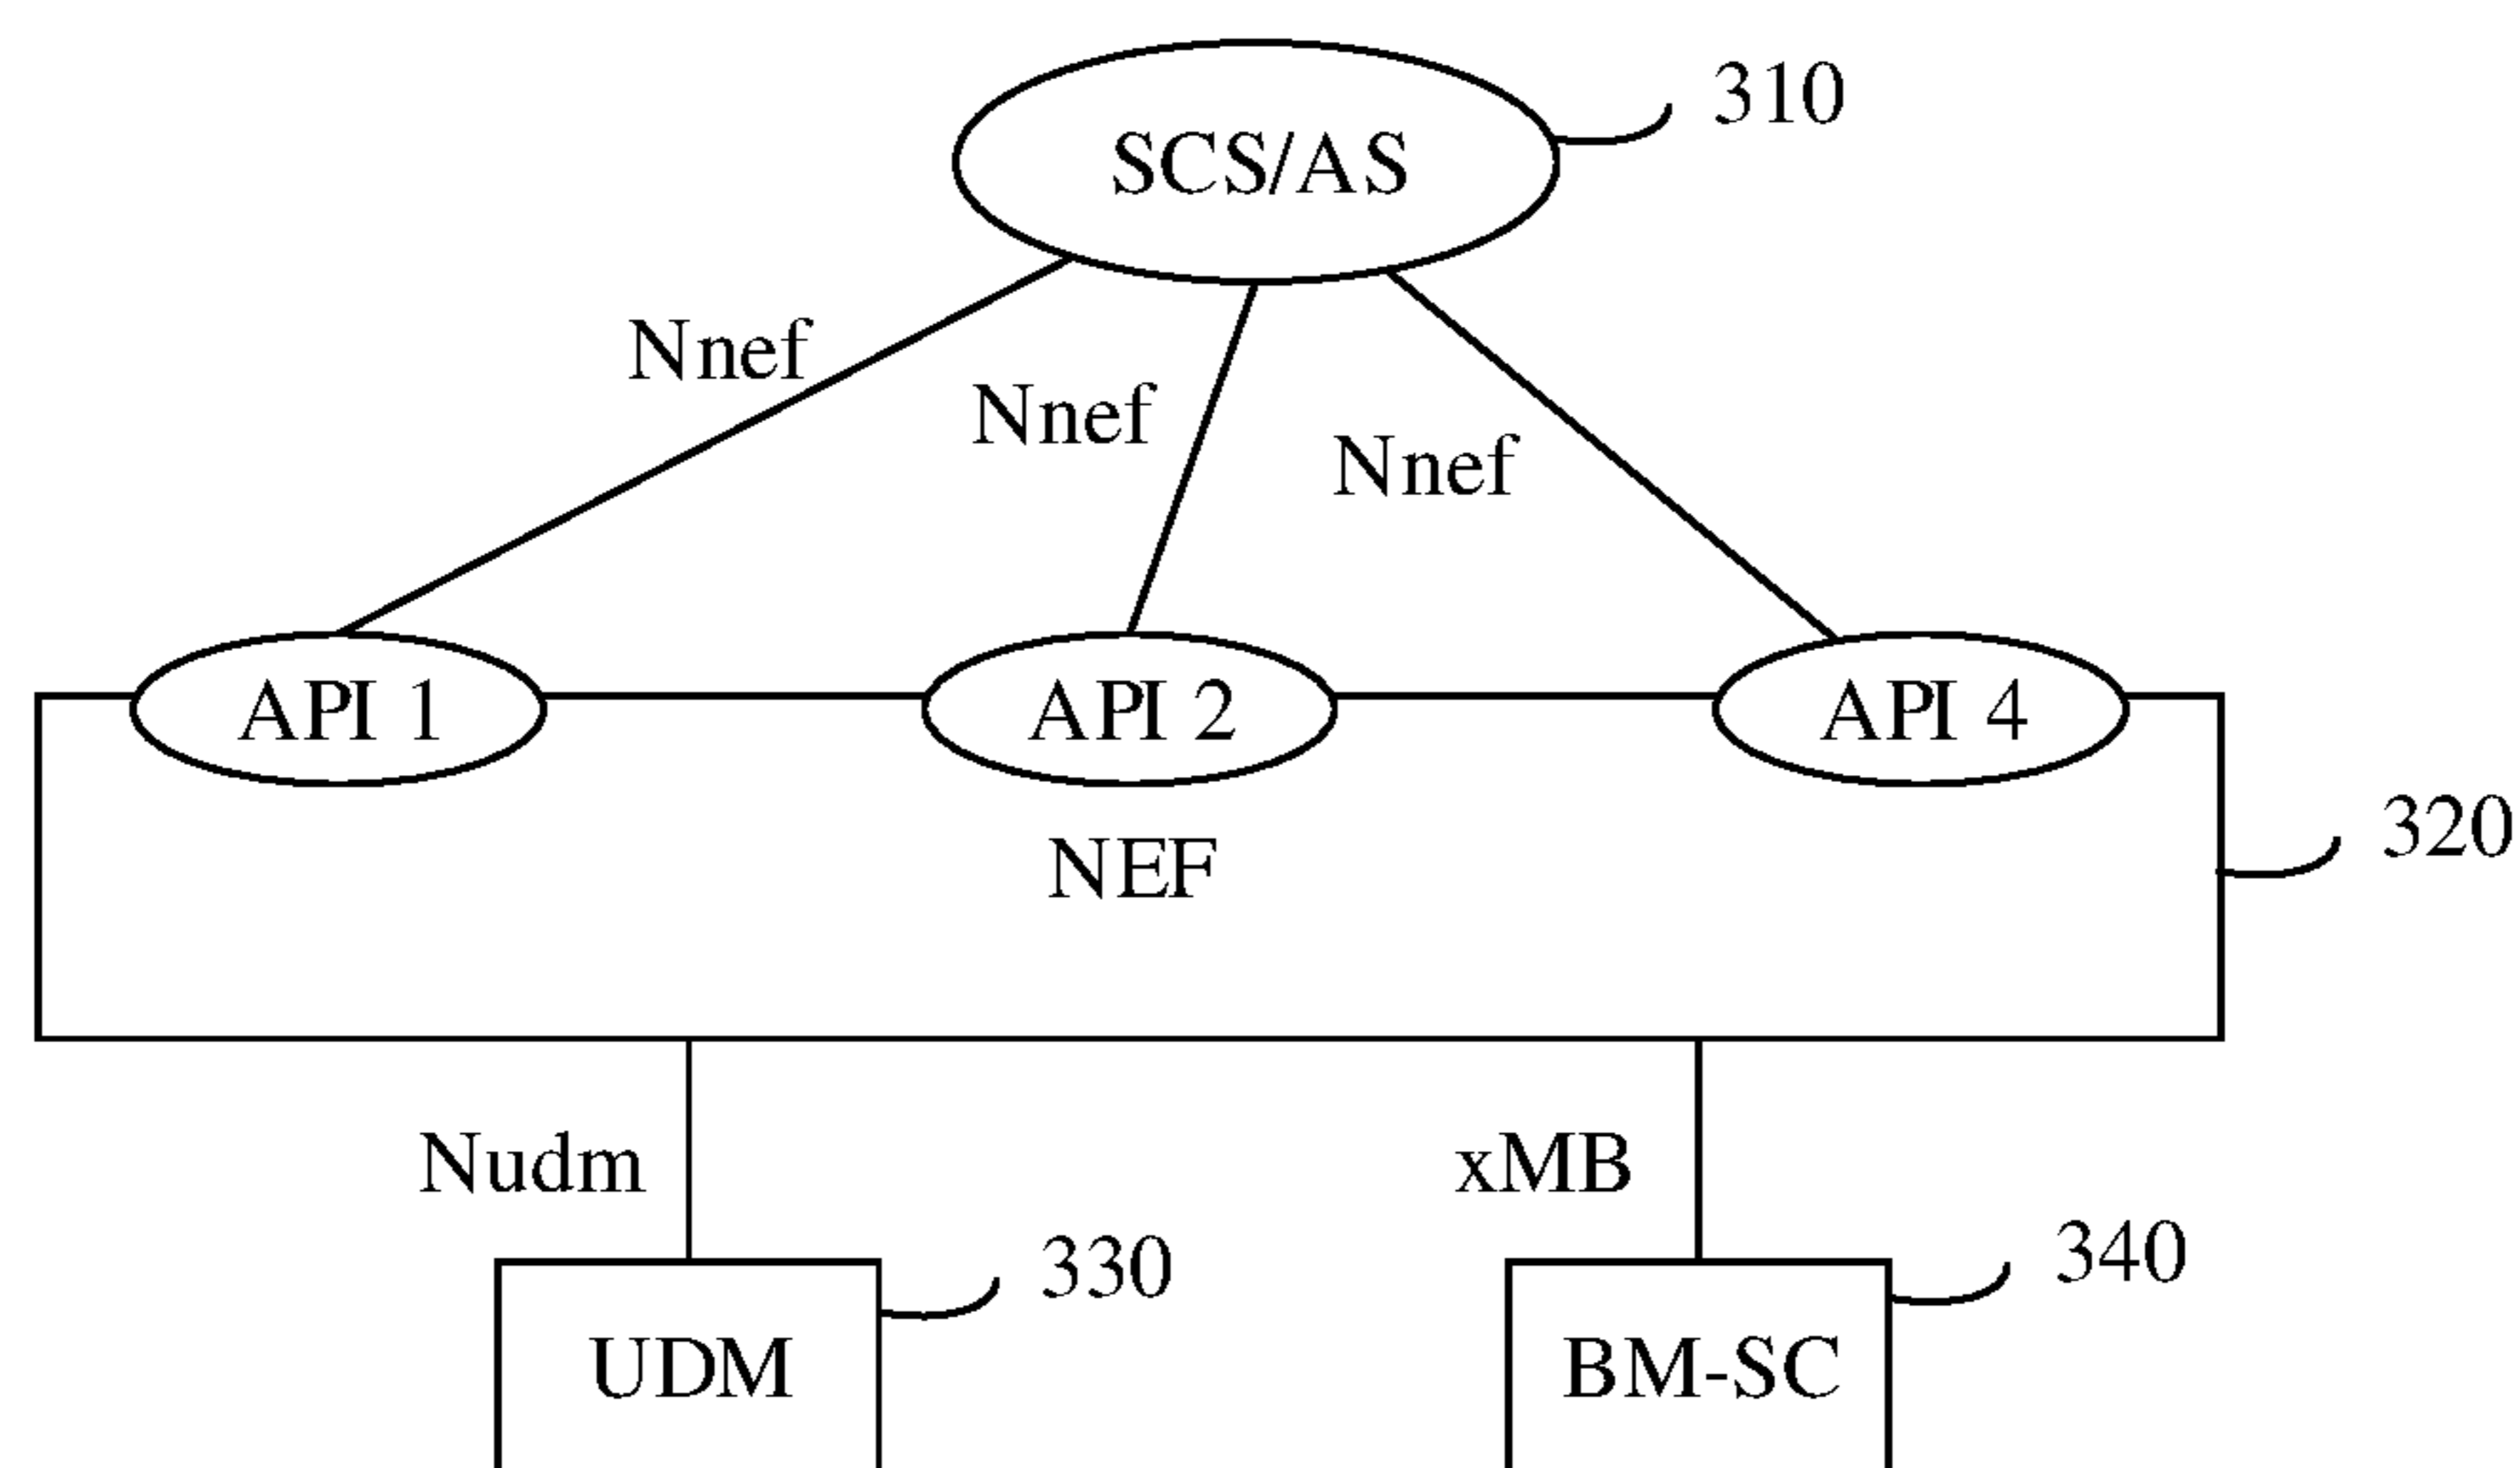 310
SCS/AS
Nnef
Nnef
Nnef
API 1
API 2
API 4
320
NEF
Nudm
xMB
330
340
UDM
BM-SC